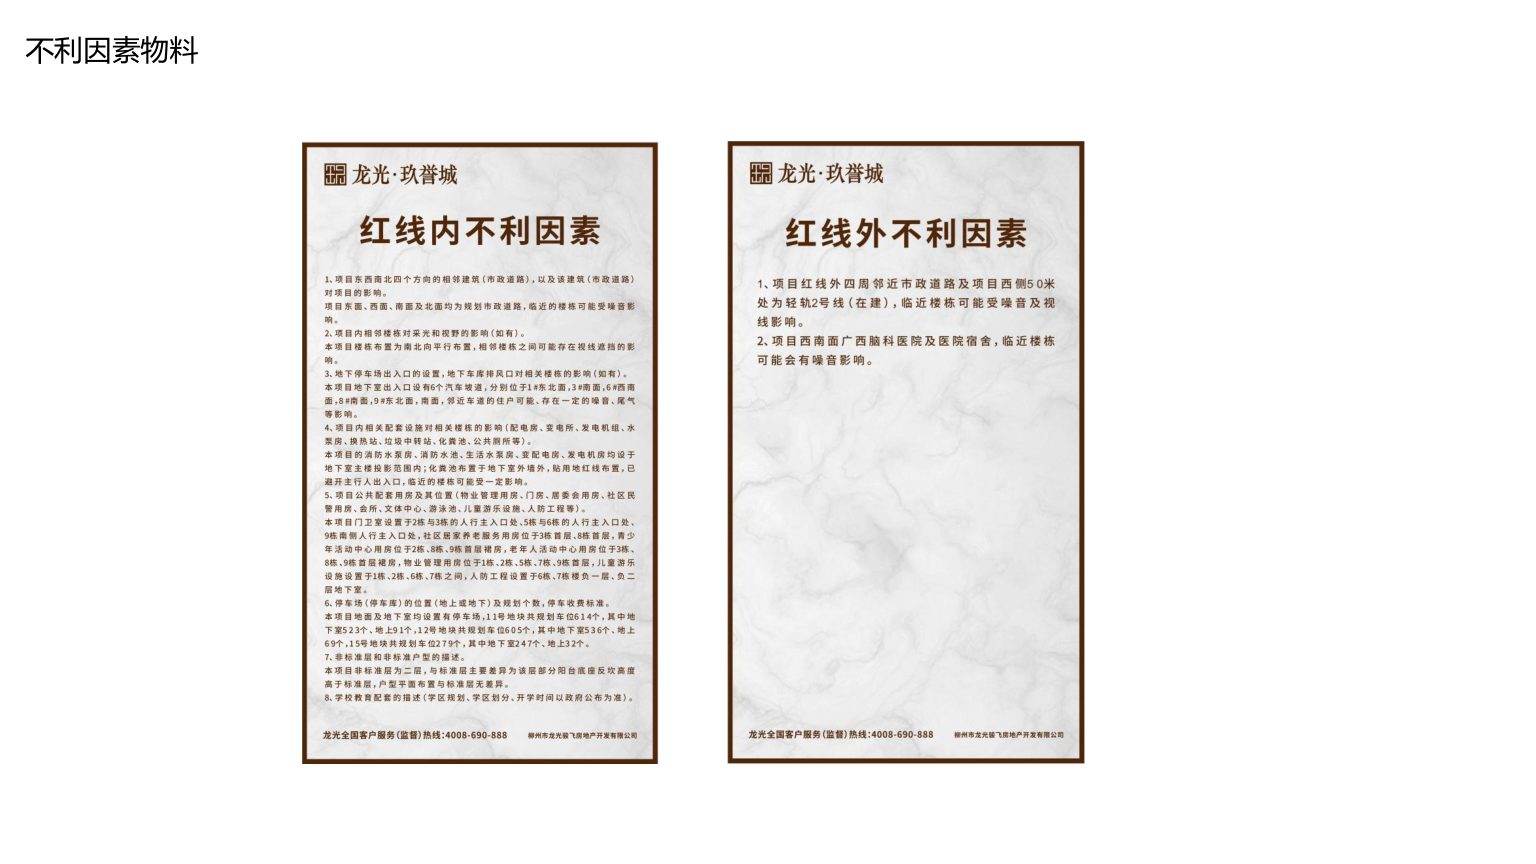 不利因素物料
龙光·玖誉城
红线内不利因素
1、项目东西南北四个方向的相邻建筑(市政道路),以及该建筑(市政道路)
对项目的影响。
项目东面、西面、南面及北面均为规划市政道路,临近的楼栋可能受噪音影
响。
2、项目内相邻楼栋对采光和视野的影响(如有)。
本项目楼栋布置为南北向平行布置,相邻楼栋之间可能存在视线遮挡的影
响。
3、地下停车场出入口的设置,地下车库排风口对相关楼栋的影响(如有)。
本项目地下室出入口设有6个汽车坡道,分别位于1#东北面,3#南面,6#西南
面,8#南面,9#东北面,南面,邻近车道的住户可能、存在一定的噪音、尾气
等影响。
4、项目内相关配套设施对相关楼栋的影响(配电房、变电所、发电机组、水
泵房、换热站、垃圾中转站、化粪池、公共厕所等)。
本项目的消防水泵房、消防水池、生活水泵房、变配电房、发电机房均设于
地下室主楼投影范围内;化粪池布置于地下室外墙外,贴用地红线布置,已
避开主行人出入口,临近的楼栋可能受一定影响。
5、项目公共配套用房及其位置(物业管理用房、门房、居委会用房、社区民
警用房、会所、文体中心、游泳池、儿童游乐设施、人防工程等)。
本项目门卫室设置于2栋与3栋的人行主入口处、5栋与6栋的人行主入口处、
9栋南侧人行主入口处,社区居家养老服务用房位于3栋首层、8栋首层,青少
年活动中心用房位于2栋、8栋、9栋首层裙房,老年人活动中心用房位于3栋、
8栋、9栋首层裙房,物业管理用房位于1栋、2栋、5栋、7栋、9栋首层,儿童游乐
设施设置于1栋、2栋、6栋、7栋之间,人防工程设置于6栋、7栋楼负一层、负二
层地下室。
6、停车场(停车库)的位置(地上或地下)及规划个数,停车收费标准。
本项目地面及地下室均设置有停车场,11号地块共规划车位614个,其中地
下室523个、地上91个,12号地块共规划车位605个,其中地下室536个、地上
69个,15号地块共规划车位279个,其中地下室247个、地上32个。
7、非标准层和非标准户型的描述。
本项目非标准层为二层,与标准层主要差异为该层部分阳台底座反坎高度
高于标准层,户型平面布置与标准层无差异。
8、学校教育配套的描述(学区规划、学区划分、开学时间以政府公布为准)。
龙光全国客户服务(监督)热线:4008-690-888 柳州市龙光骏飞房地产开发有限公司
龙光·玖誉城
红线外不利因素
1、项目红线外四周邻近市政道路及项目西侧50米
处为轻轨2号线(在建),临近楼栋可能受噪音及视
线影响。
2、项目西南面广西脑科医院及医院宿舍,临近楼栋
可能会有噪音影响。
龙光全国客户服务(监督)热线:4008-690-888 柳州市龙光骏飞房地产开发有限公司